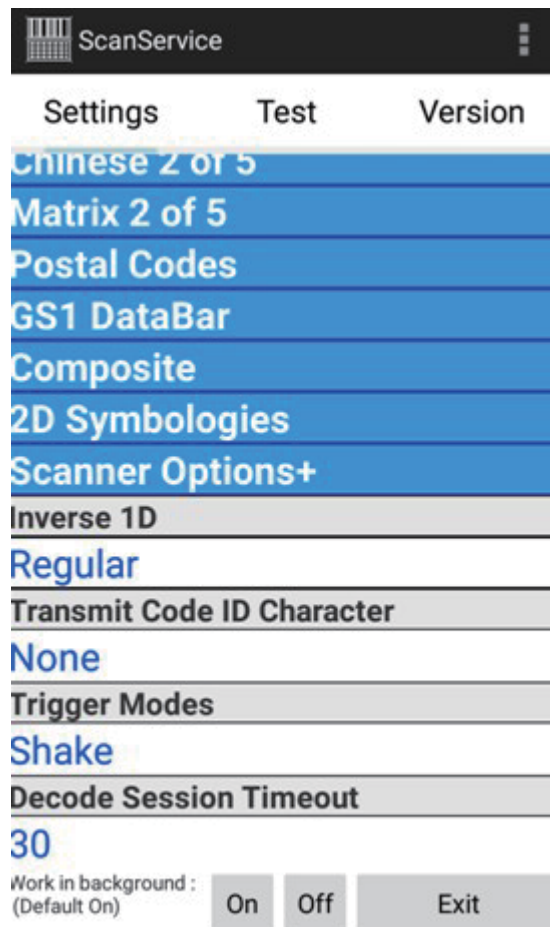 ScanService
Settings Test Version
Chinese 2 of 5
Matrix 2 of 5
Postal Codes
GS1 DataBar
Composite
2D Symbologies
Scanner Options+
Inverse 1D
Regular
Transmit Code ID Character
None
Trigger Modes
Shake
Decode Session Timeout
30
Work in background :
(Default On) On Off Exit